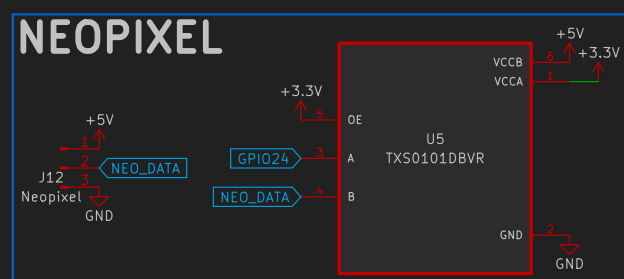 NEOPIXEL
+5V
+3.3V
VCCB 6
VCCA 1
+3.3V
5 OE
+5V
U5
TXS0101DBVR
1
GPIO24 3 A
2 NEO_DATA
J12
3
Neopixel
NEO_DATA 4 B
GND
GND 2
GND